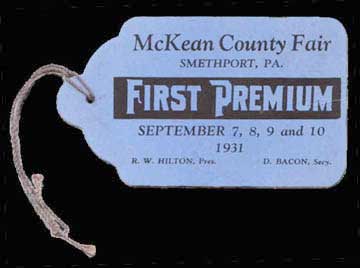 McKean County Fair
SMETHPORT, PA.
FIRST PREMIUM
SEPTEMBER 7, 8, 9 and 10
1931
R. W. HILTON, Pres. D. BACON, Secy.